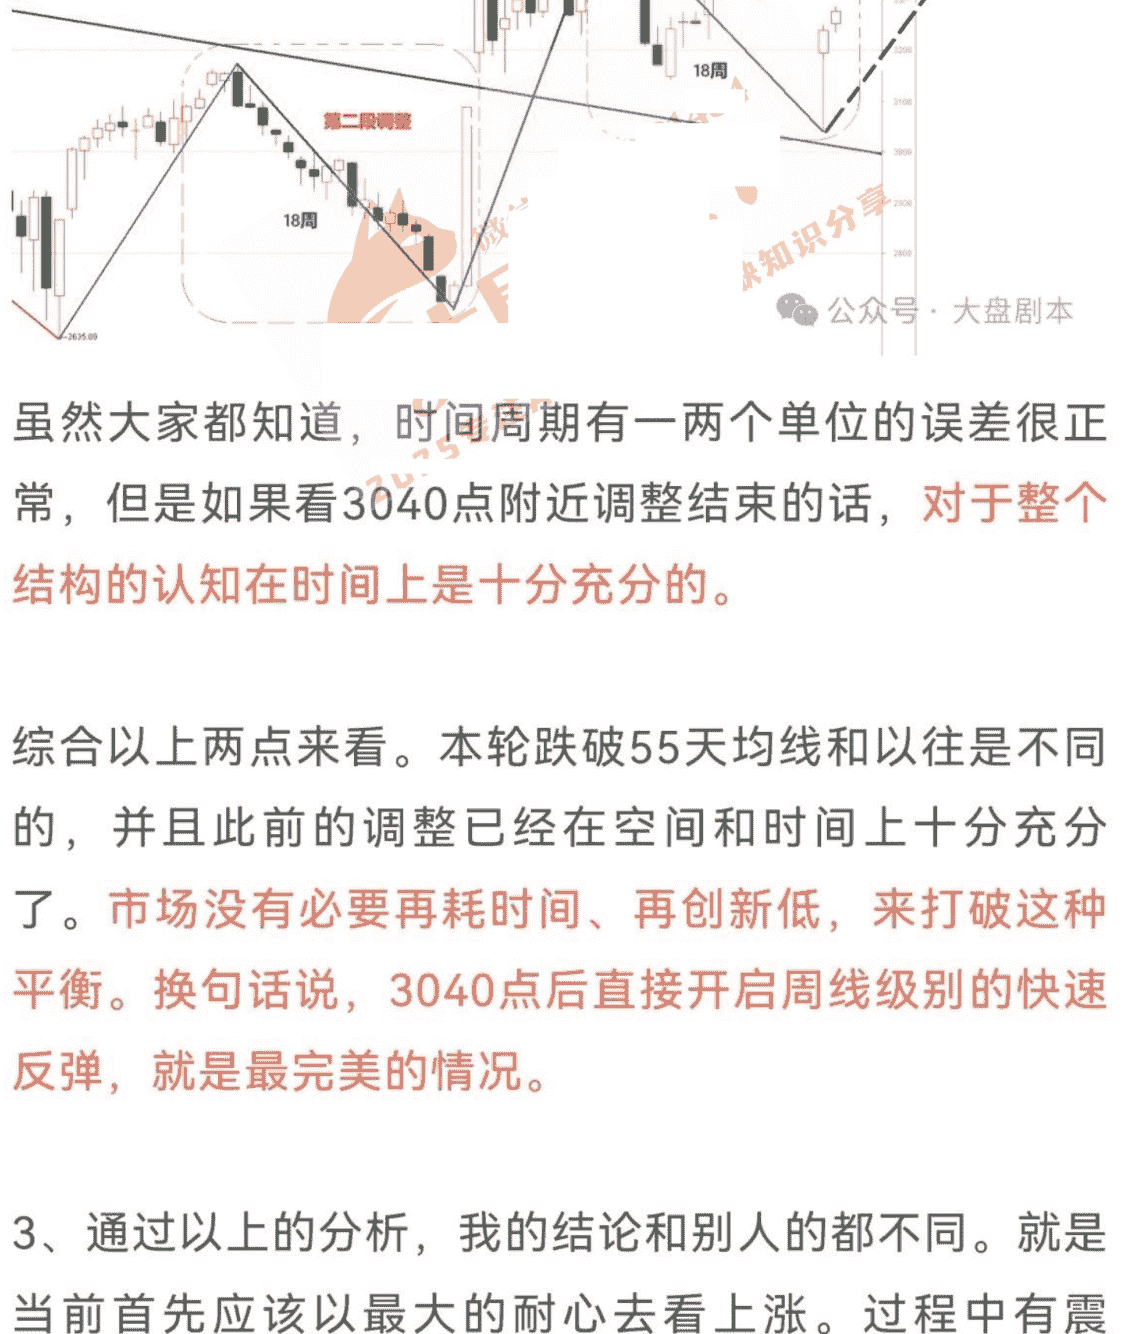 18周
3100
3000
2900
2800
第二段调整
18周
2635.09
缺知识分享
公众号 · 大盘剧本
虽然大家都知道，时间周期有一两个单位的误差很正
常，但是如果看3040点附近调整结束的话，对于整个
结构的认知在时间上是十分充分的。
综合以上两点来看。本轮跌破55天均线和以往是不同
的，并且此前的调整已经在空间和时间上十分充分
了。市场没有必要再耗时间、再创新低，来打破这种
平衡。换句话说，3040点后直接开启周线级别的快速
反弹，就是最完美的情况。
3、通过以上的分析，我的结论和别人的都不同。就是
当前首先应该以最大的耐心去看上涨。过程中有震